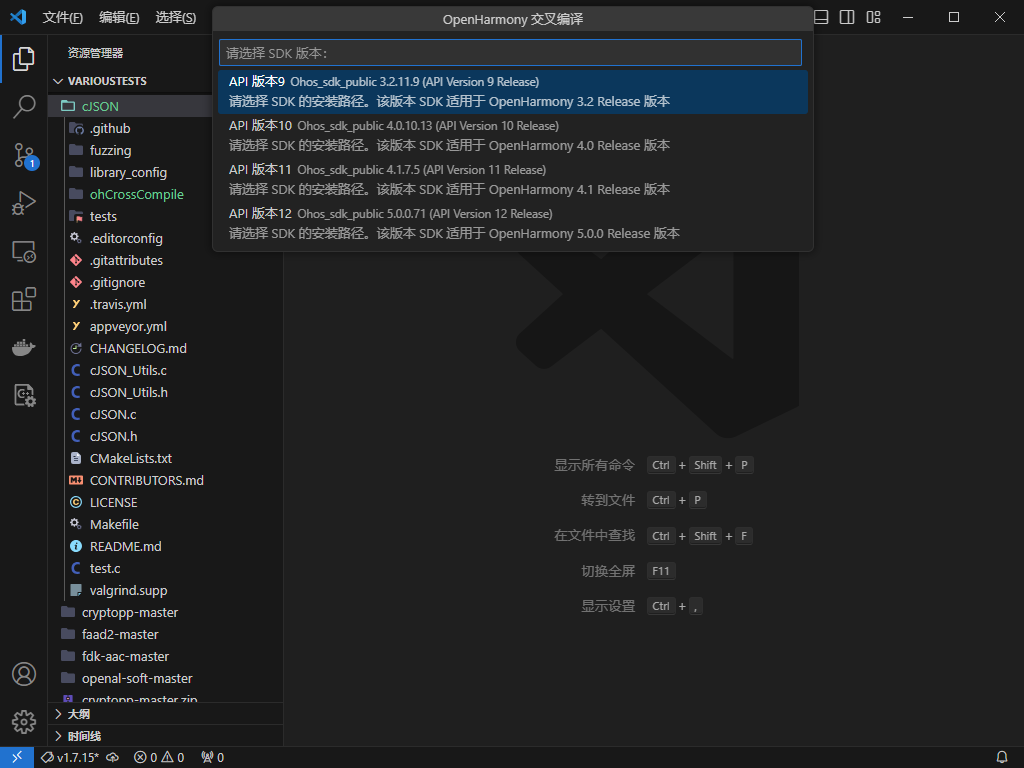 文件(F) 编辑(E) 选择(S)
OpenHarmony 交叉编译
请选择 SDK 版本:
API 版本9 Ohos_sdk_public 3.2.11.9 (API Version 9 Release)
请选择 SDK 的安装路径。该版本 SDK 适用于 OpenHarmony 3.2 Release 版本
API 版本10 Ohos_sdk_public 4.0.10.13 (API Version 10 Release)
请选择 SDK 的安装路径。该版本 SDK 适用于 OpenHarmony 4.0 Release 版本
API 版本11 Ohos_sdk_public 4.1.7.5 (API Version 11 Release)
请选择 SDK 的安装路径。该版本 SDK 适用于 OpenHarmony 4.1 Release 版本
API 版本12 Ohos_sdk_public 5.0.0.71 (API Version 12 Release)
请选择 SDK 的安装路径。该版本 SDK 适用于 OpenHarmony 5.0.0 Release 版本
资源管理器
VARIOUSTESTS
cJSON
.github
fuzzing
library_config
ohCrossCompile
tests
.editorconfig
.gitattributes
.gitignore
.travis.yml
appveyor.yml
CHANGELOG.md
cJSON_Utils.c
cJSON_Utils.h
cJSON.c
cJSON.h
CMakeLists.txt
CONTRIBUTORS.md
LICENSE
Makefile
README.md
test.c
valgrind.supp
cryptopp-master
faad2-master
fdk-aac-master
openal-soft-master
cryptopp-master.zip
大纲
时间线
1
显示所有命令 Ctrl + Shift + P
转到文件 Ctrl + P
在文件中查找 Ctrl + Shift + F
切换全屏 F11
显示设置 Ctrl + ,
v1.7.15* 0 0 0